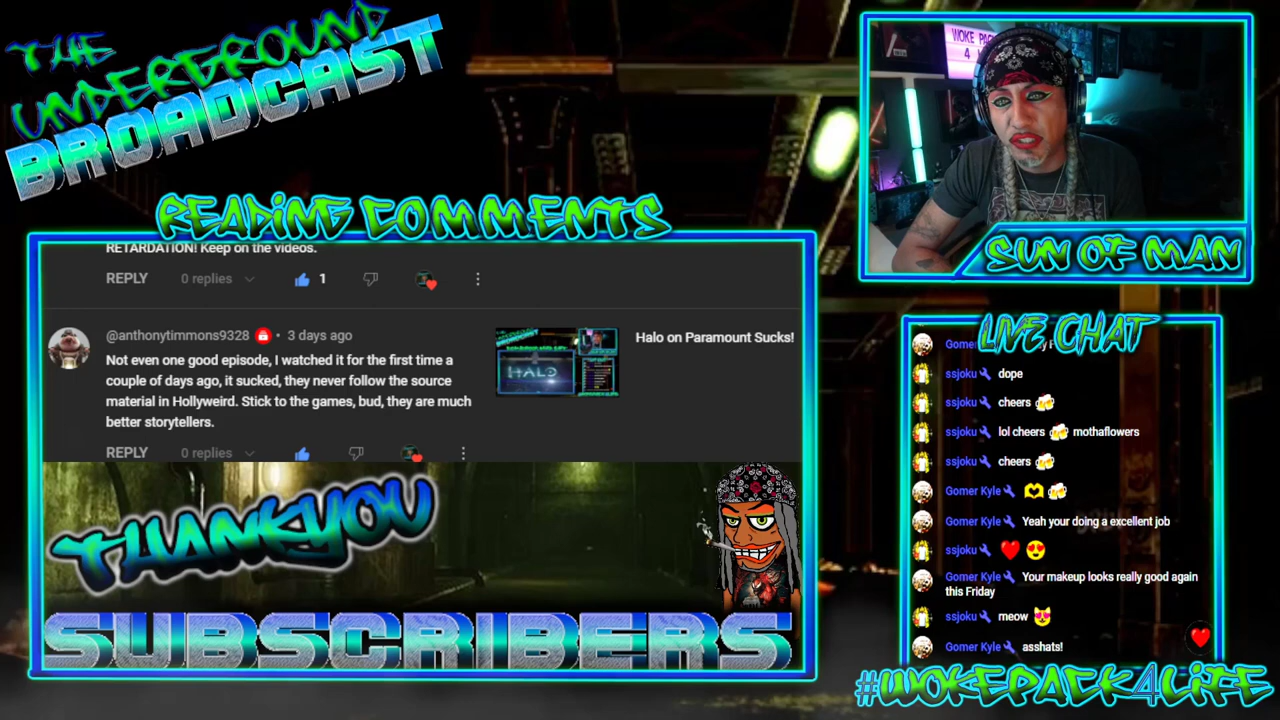 THE
UNDERGROUND
BROADCAST
WOKE PAC
4
SUN OF MAN
READING COMMENTS
RETARDATION! Keep on the videos.
REPLY 0 replies 1
@anthonytimmons9328 • 3 days ago
Not even one good episode, I watched it for the first time a
couple of days ago, it sucked, they never follow the source
material in Hollyweird. Stick to the games, bud, they are much
better storytellers.
REPLY 0 replies
HALO
Halo on Paramount Sucks!
THANKYOU
SUBSCRIBERS
LIVE CHAT
Gomer
ssjoku dope
ssjoku cheers 🍻
ssjoku lol cheers 🍻 mothaflowers
ssjoku cheers 🍻
Gomer Kyle 🍻
Gomer Kyle Yeah your doing a excellent job
ssjoku ❤️ 😍
Gomer Kyle Your makeup looks really good again
this Friday
ssjoku meow 😻
Gomer Kyle asshats!
#WOKEPACK4LIFE